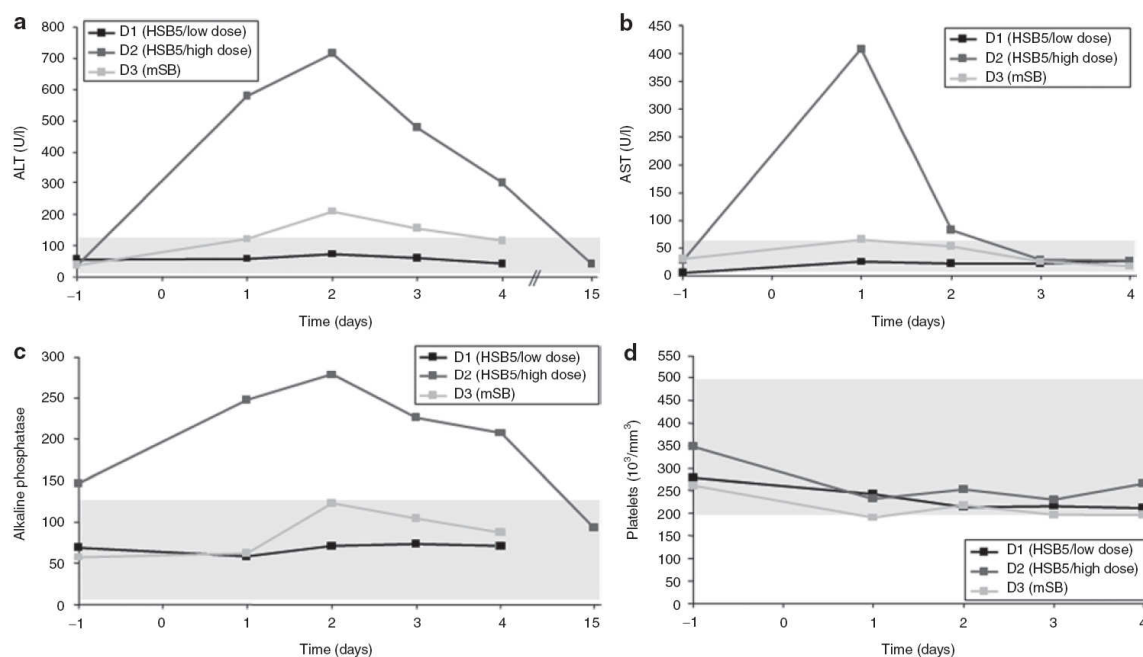 a
D1 (HSB5/low dose)
D2 (HSB5/high dose)
D3 (mSB)
800
700
600
500
400
300
200
100
0
ALT (U/l)
−1 0 1 2 3 4 15
Time (days)
b
D1 (HSB5/low dose)
D2 (HSB5/high dose)
D3 (mSB)
450
400
350
300
250
200
150
100
50
0
AST (U/l)
−1 0 1 2 3 4
Time (days)
c
D1 (HSB5/low dose)
D2 (HSB5/high dose)
D3 (mSB)
300
250
200
150
100
50
0
Alkaline phosphatase
−1 0 1 2 3 4 15
Time (days)
d
550
500
450
400
350
300
250
200
150
100
50
0
Platelets (10³/mm³)
D1 (HSB5/low dose)
D2 (HSB5/high dose)
D3 (mSB)
−1 0 1 2 3 4
Time (days)